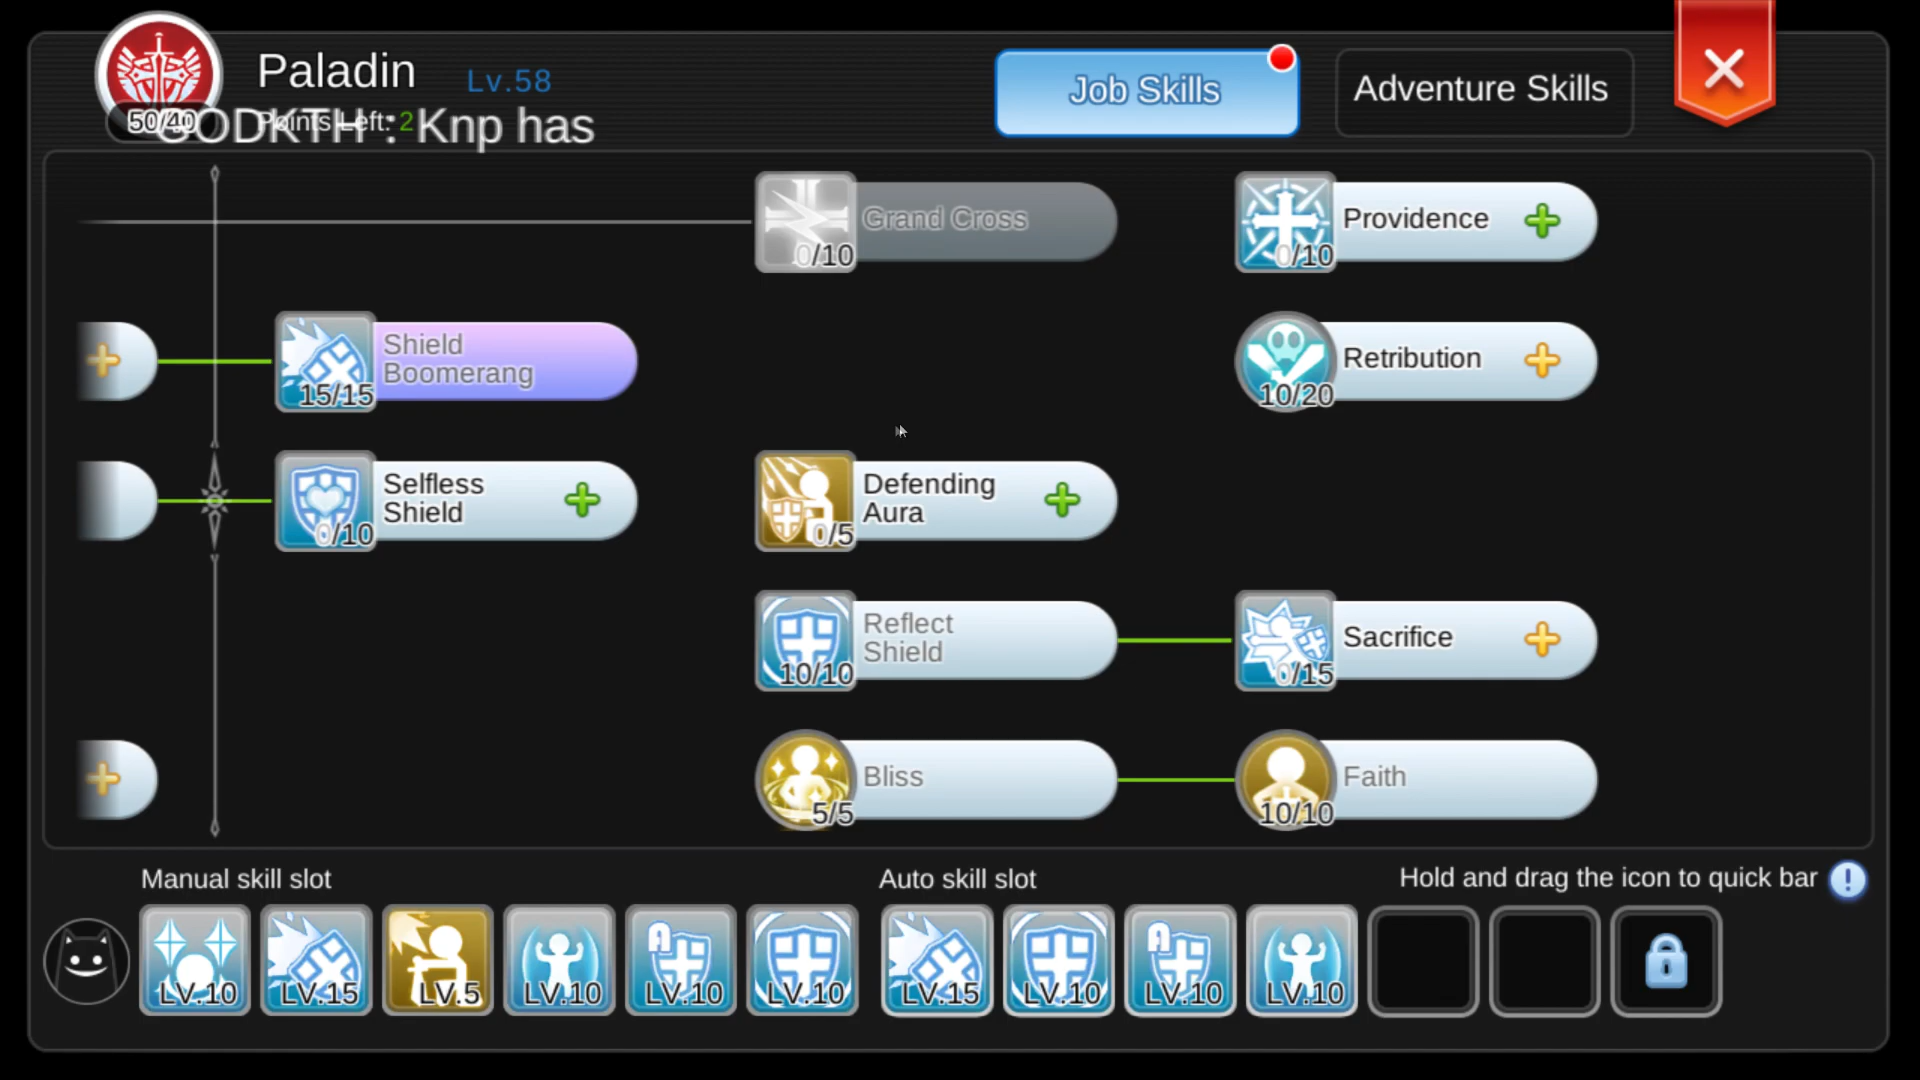 Paladin Lv.58
50/40 Points Left: 2
GODKTH : Knp has
Job Skills
Adventure Skills
Grand Cross
0/10
Providence
0/10
Shield
Boomerang
15/15
Retribution
10/20
Selfless
Shield
0/10
Defending
Aura
0/5
Reflect
Shield
10/10
Sacrifice
0/15
Bliss
5/5
Faith
10/10
Manual skill slot
Auto skill slot
Hold and drag the icon to quick bar
LV.10 LV.15 LV.5 LV.10 A LV.10 LV.10 LV.15 LV.10 A LV.10 LV.10